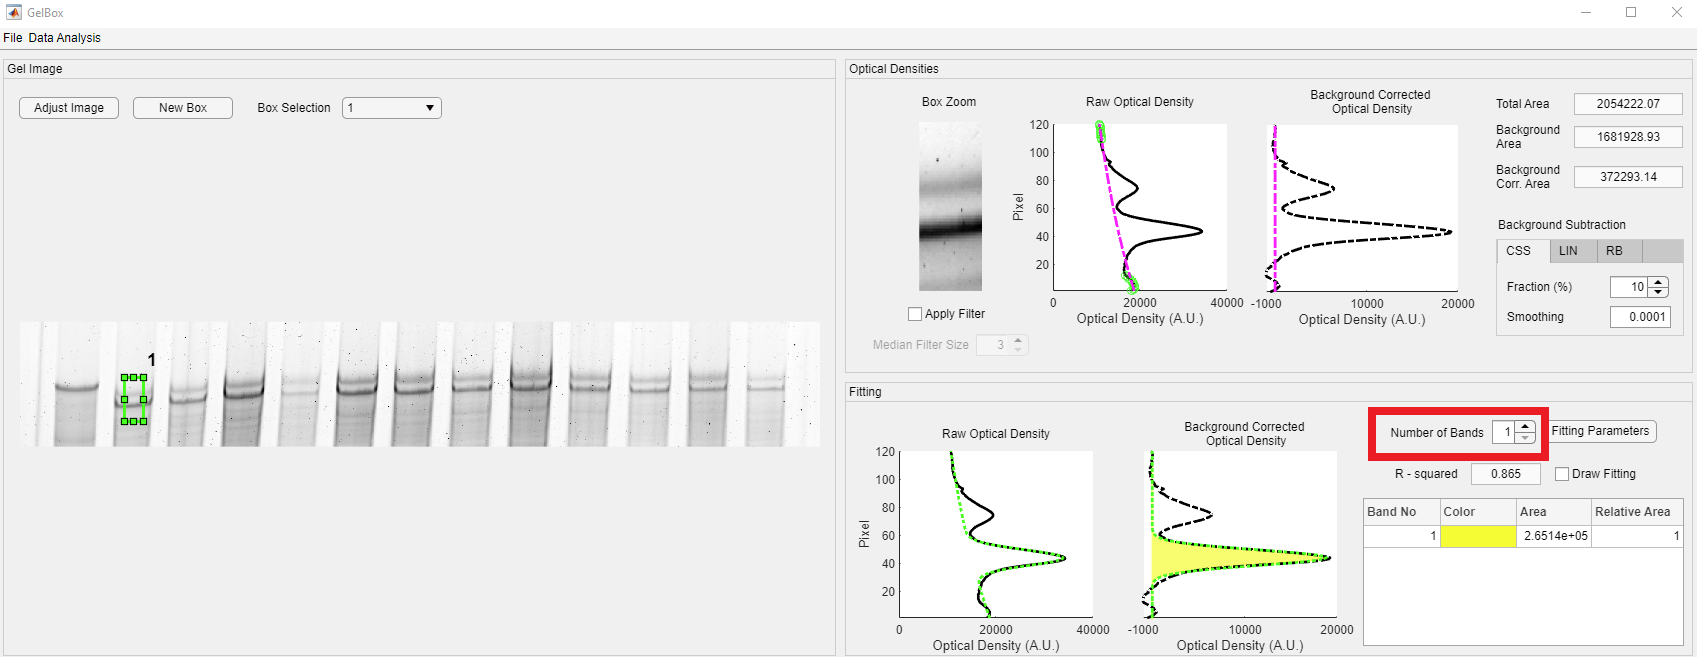 GelBox
File Data Analysis
Gel Image
Adjust Image New Box Box Selection 1
1
Optical Densities
Box Zoom
Apply Filter
Median Filter Size 3
Raw Optical Density
120
100
80
60
40
20
Pixel
0 20000 40000
Optical Density (A.U.)
Background Corrected
Optical Density
-1000 10000 20000
Optical Density (A.U.)
Total Area 2054222.07
Background
Area 1681928.93
Background
Corr. Area 372293.14
Background Subtraction
CSS LIN RB
Fraction (%) 10
Smoothing 0.0001
Fitting
Raw Optical Density
120
100
80
60
40
20
Pixel
0 20000 40000
Optical Density (A.U.)
Background Corrected
Optical Density
-1000 10000 20000
Optical Density (A.U.)
Number of Bands 1 Fitting Parameters
R - squared 0.865 Draw Fitting
Band No Color Area Relative Area
1 2.6514e+05 1